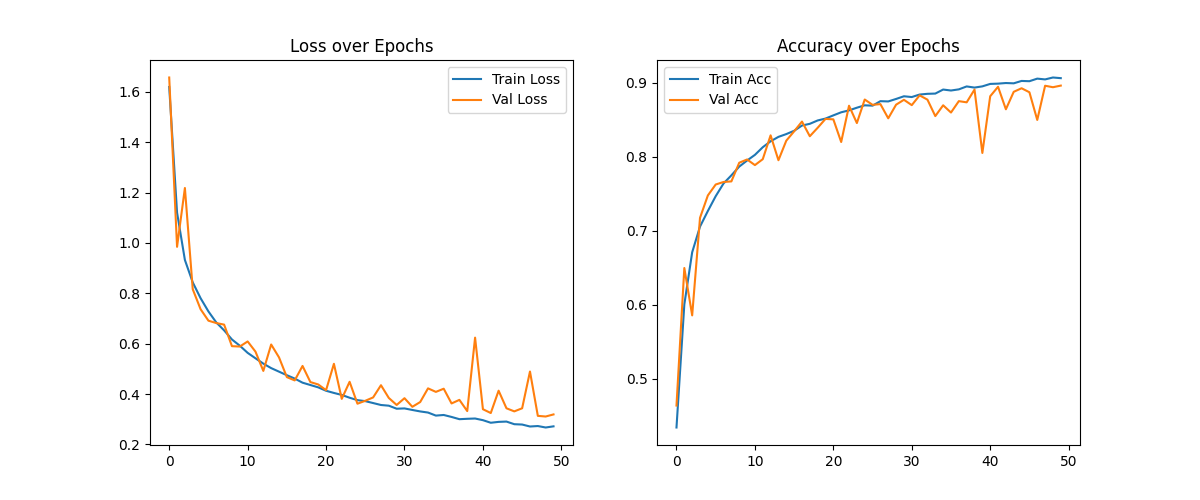 Loss over Epochs
Train Loss
Val Loss
1.6
1.4
1.2
1.0
0.8
0.6
0.4
0.2
0 10 20 30 40 50
Accuracy over Epochs
Train Acc
Val Acc
0.9
0.8
0.7
0.6
0.5
0 10 20 30 40 50